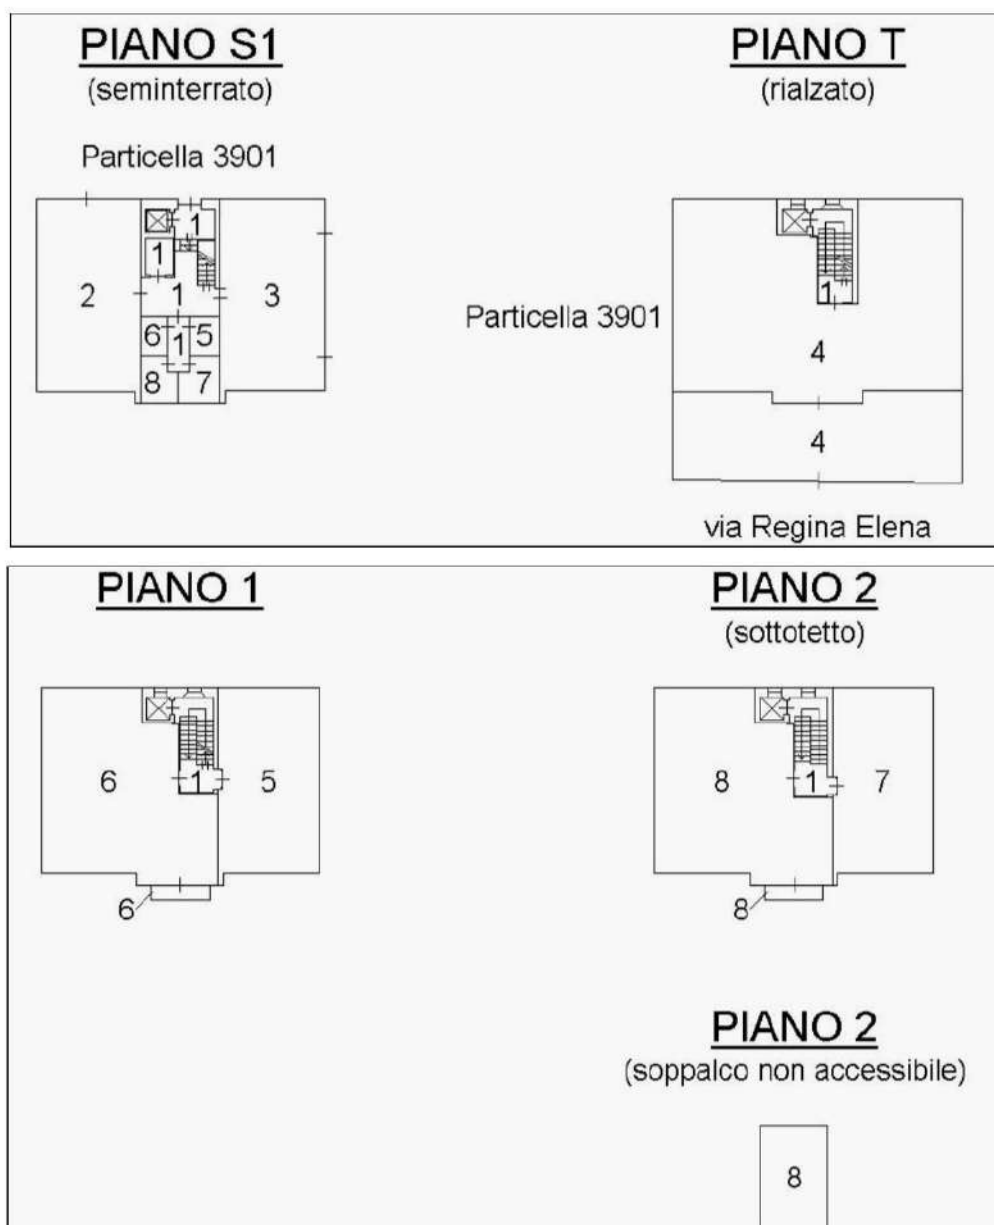 PIANO S1
(seminterrato)
Particella 3901
1
1
2
1
3
6
1
5
8
7
PIANO T
(rialzato)
1
Particella 3901
4
4
via Regina Elena
PIANO 1
6
1
5
6
PIANO 2
(sottotetto)
8
1
7
8
PIANO 2
(soppalco non accessibile)
8